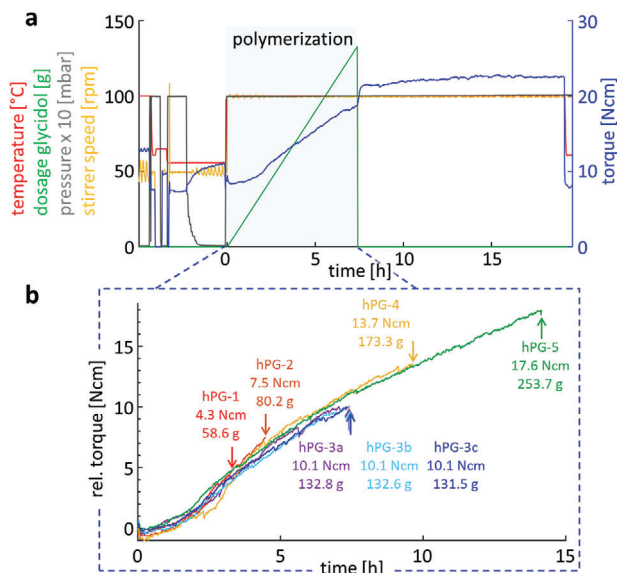 a
polymerization
temperature [°C]
dosage glycidol [g]
pressure x 10 [mbar]
stirrer speed [rpm]
150
100
50
0
30
20
10
0
torque [Ncm]
0
5
10
15
time [h]
b
rel. torque [Ncm]
15
10
5
0
hPG-1
4.3 Ncm
58.6 g
hPG-2
7.5 Ncm
80.2 g
hPG-4
13.7 Ncm
173.3 g
hPG-5
17.6 Ncm
253.7 g
hPG-3a
10.1 Ncm
132.8 g
hPG-3b
10.1 Ncm
132.6 g
hPG-3c
10.1 Ncm
131.5 g
0
5
10
15
time [h]